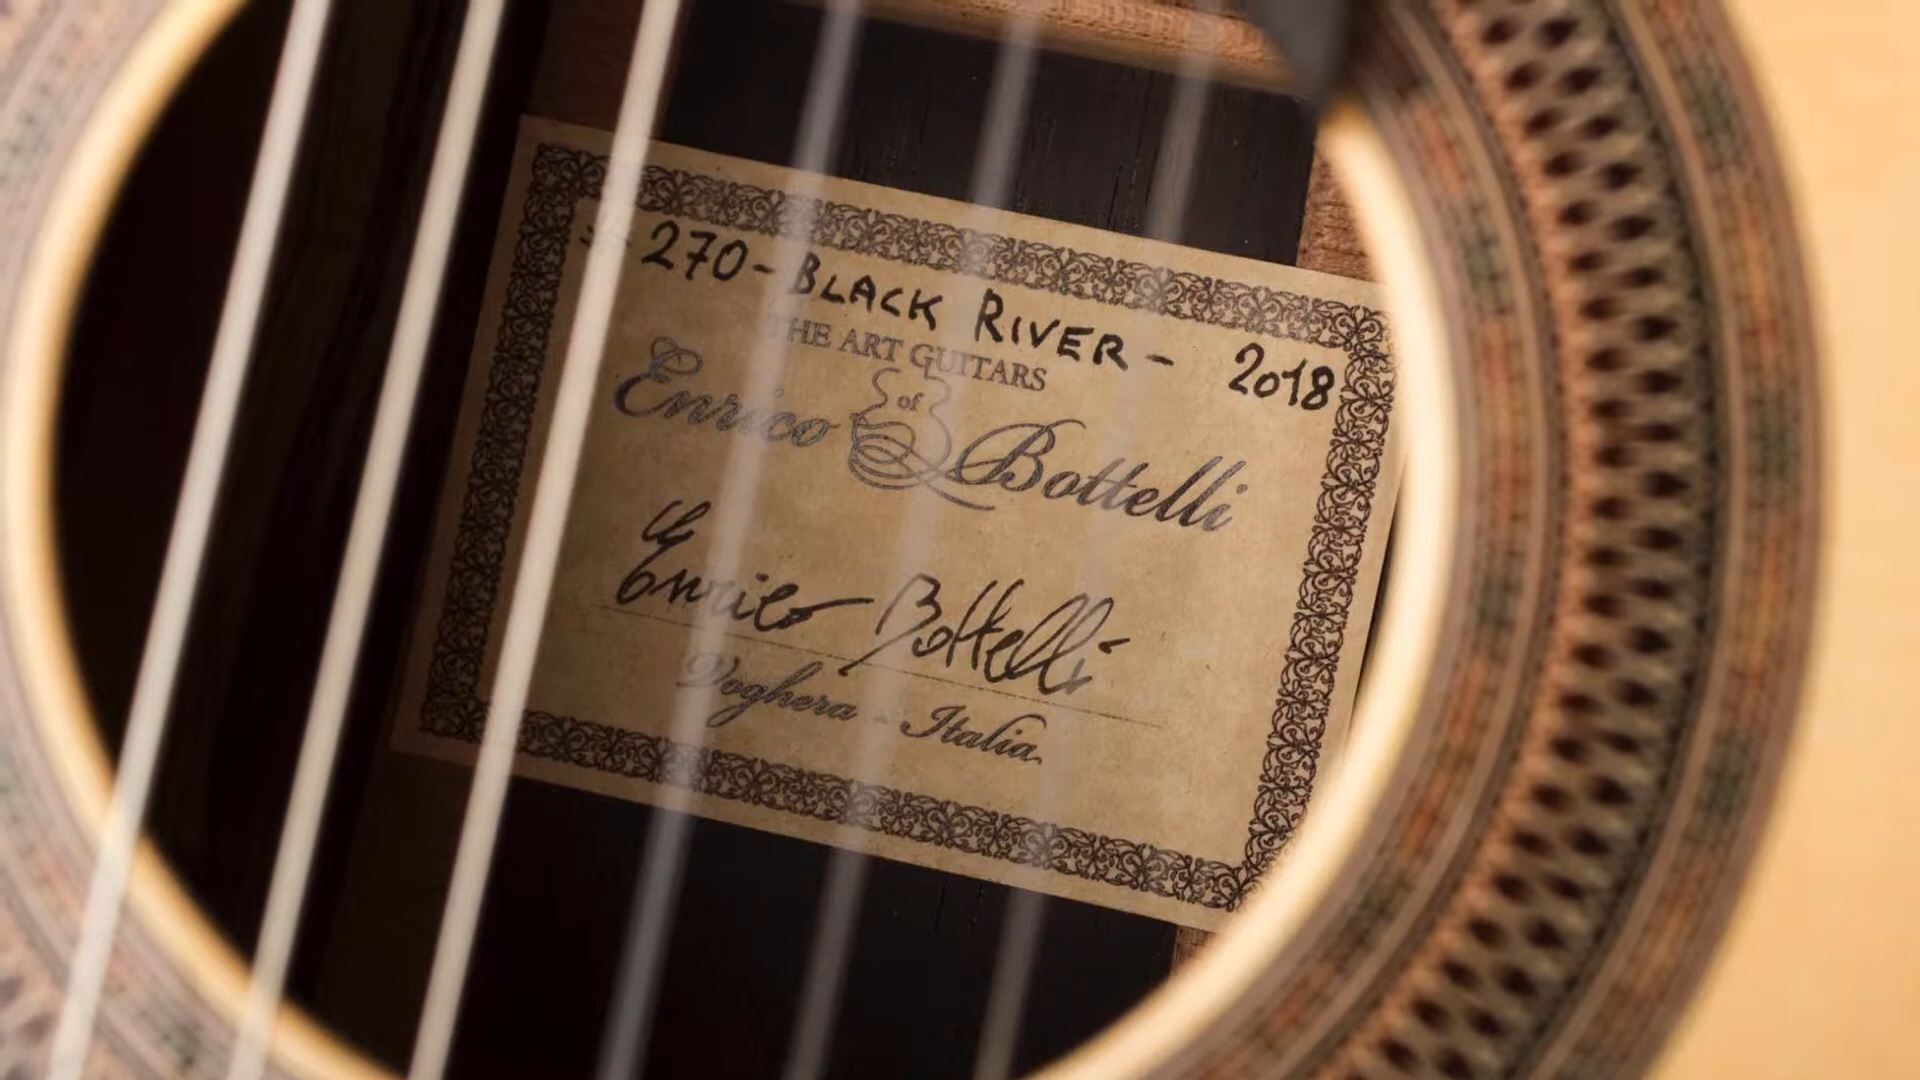 # 270 - BLACK RIVER - 2018
THE ART GUITARS
of
Enrico Bottelli
Enrico Bottelli
Voghera - Italia